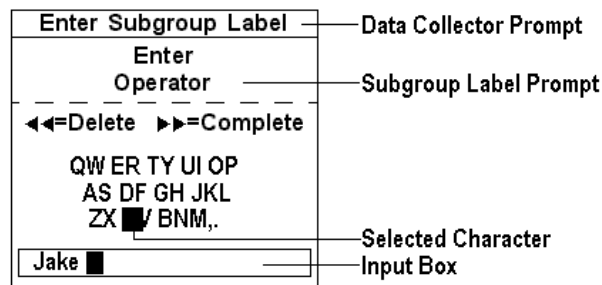 Enter Subgroup Label
Data Collector Prompt
Enter
Operator
Subgroup Label Prompt
◄◄=Delete ►►=Complete
QW ER TY UI OP
AS DF GH JKL
ZX / BNM,.
Selected Character
Jake
Input Box